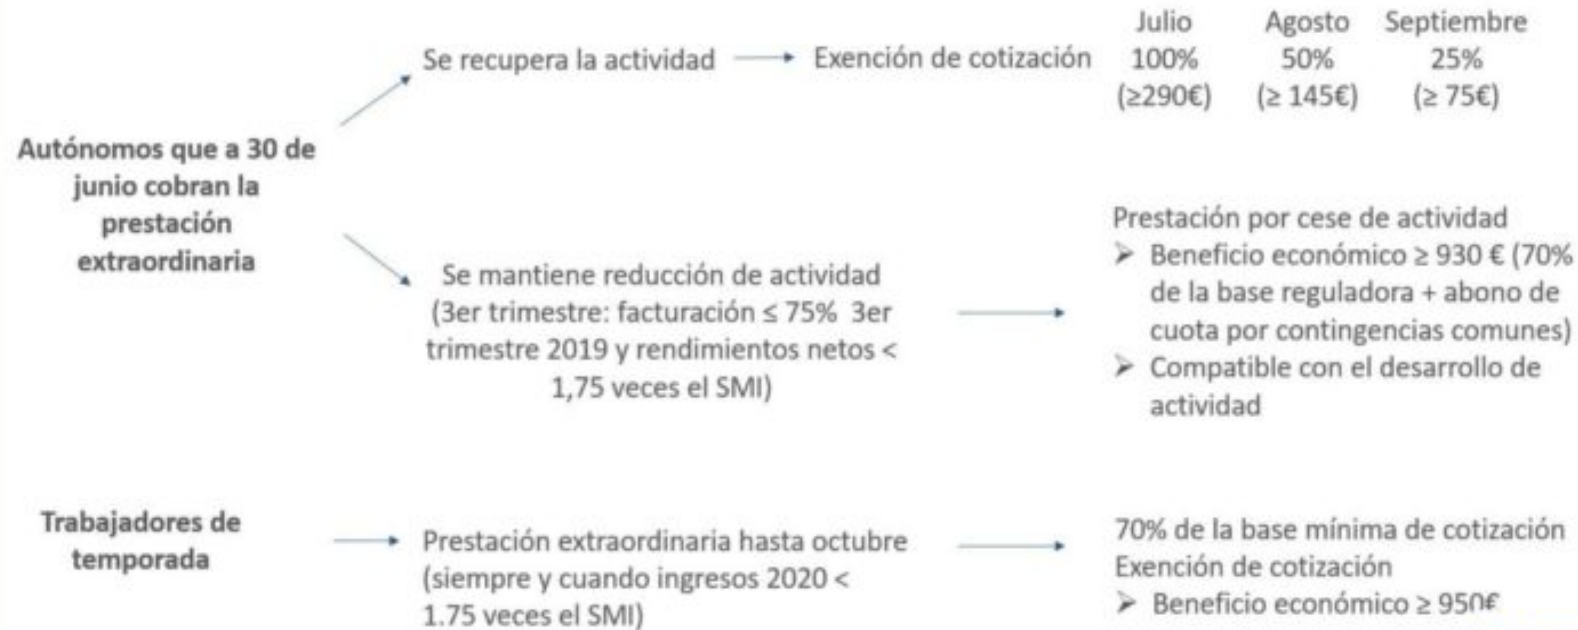 Autónomos que a 30 de
junio cobran la
prestación
extraordinaria
Se recupera la actividad
Exención de cotización
Julio Agosto Septiembre
100% 50% 25%
(≥290€) (≥ 145€) (≥ 75€)
Se mantiene reducción de actividad
(3er trimestre: facturación ≤ 75% 3er
trimestre 2019 y rendimientos netos <
1,75 veces el SMI)
Prestación por cese de actividad
➢ Beneficio económico ≥ 930 € (70%
de la base reguladora + abono de
cuota por contingencias comunes)
➢ Compatible con el desarrollo de
actividad
Trabajadores de
temporada
Prestación extraordinaria hasta octubre
(siempre y cuando ingresos 2020 <
1.75 veces el SMI)
70% de la base mínima de cotización
Exención de cotización
➢ Beneficio económico ≥ 950€